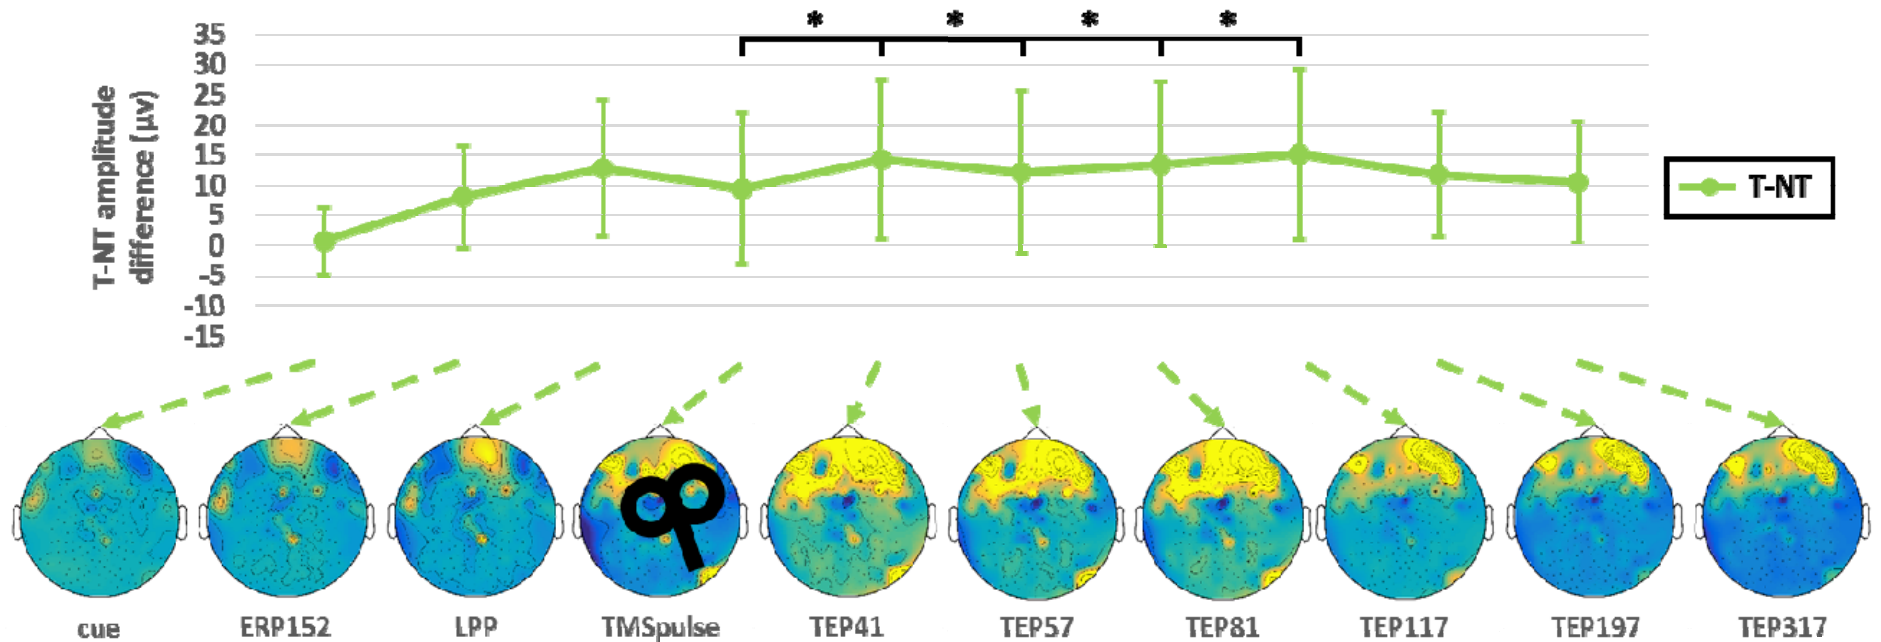 * * * *
35
30
25
20
15
10
5
0
-5
-10
-15
T-NT amplitude
difference (μv)
T-NT
cue ERP152 LPP TMSpulse TEP41 TEP57 TEP81 TEP117 TEP197 TEP317